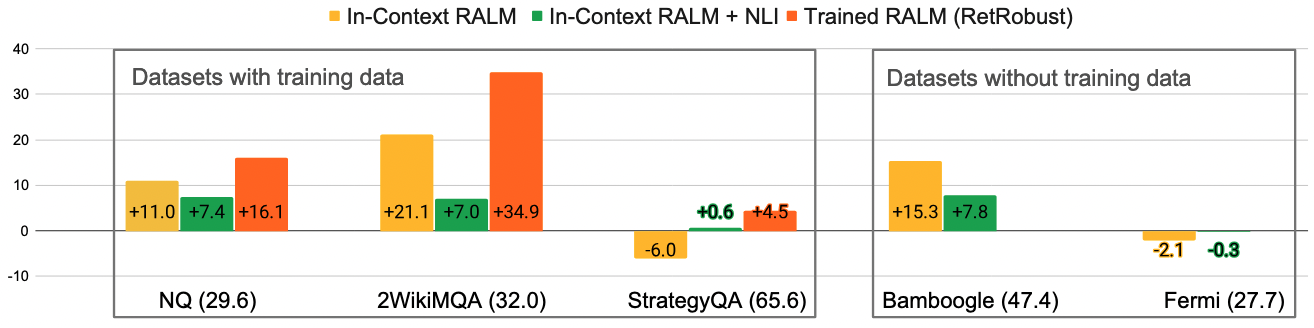 In-Context RALM In-Context RALM + NLI Trained RALM (RetRobust)
40
30
20
10
0
-10
Datasets with training data
+11.0 +7.4 +16.1
+21.1 +7.0 +34.9
-6.0 +0.6 +4.5
NQ (29.6) 2WikiMQA (32.0) StrategyQA (65.6)
Datasets without training data
+15.3 +7.8
-2.1 -0.3
Bamboogle (47.4) Fermi (27.7)